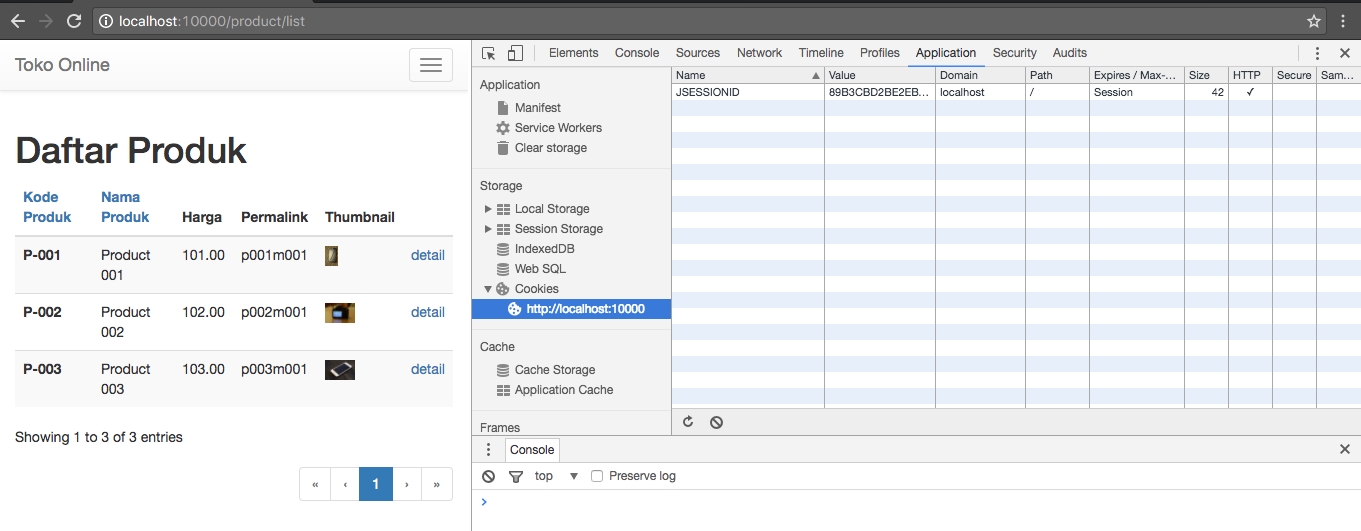 localhost:10000/product/list
Toko Online
Daftar Produk
Kode Produk Nama Produk Harga Permalink Thumbnail
P-001 Product 001 101.00 p001m001 detail
P-002 Product 002 102.00 p002m001 detail
P-003 Product 003 103.00 p003m001 detail
Showing 1 to 3 of 3 entries
« ‹ 1 › »
Elements Console Sources Network Timeline Profiles Application Security Audits
Application
Manifest
Service Workers
Clear storage
Storage
Local Storage
Session Storage
IndexedDB
Web SQL
Cookies
http://localhost:10000
Cache
Cache Storage
Application Cache
Frames
Name Value Domain Path Expires / Max-... Size HTTP Secure Sam...
JSESSIONID 89B3CBD2BE2EB... localhost / Session 42 ✓
Console
top Preserve log